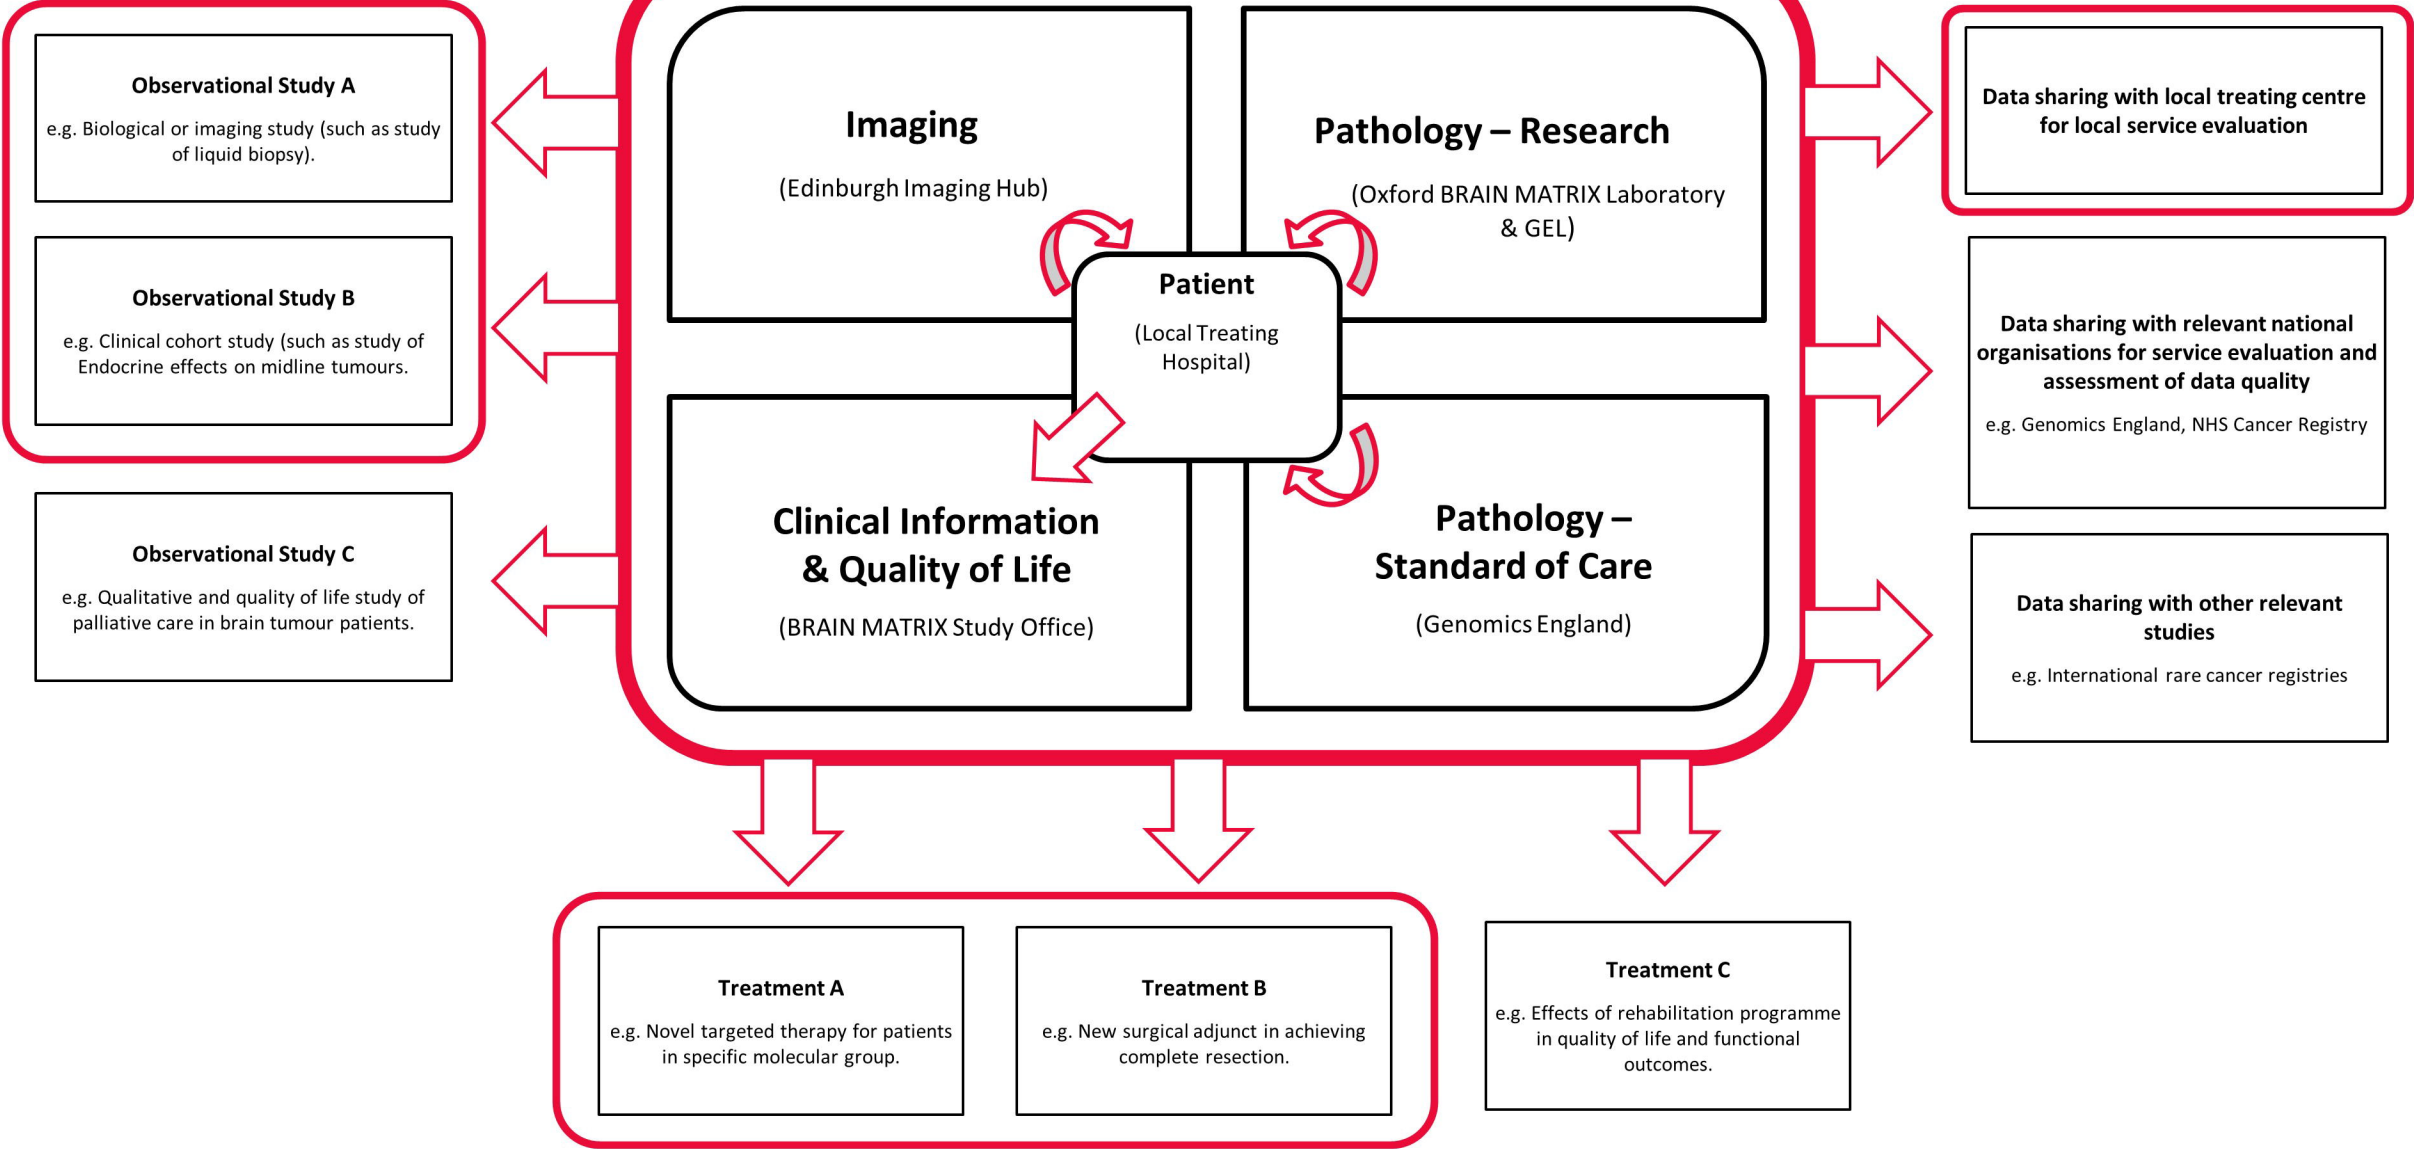 Observational Study A
e.g. Biological or imaging study (such as study
of liquid biopsy).
Observational Study B
e.g. Clinical cohort study (such as study of
Endocrine effects on midline tumours.
Observational Study C
e.g. Qualitative and quality of life study of
palliative care in brain tumour patients.
Imaging
(Edinburgh Imaging Hub)
Pathology – Research
(Oxford BRAIN MATRIX Laboratory
& GEL)
Patient
(Local Treating
Hospital)
Clinical Information
& Quality of Life
(BRAIN MATRIX Study Office)
Pathology –
Standard of Care
(Genomics England)
Data sharing with local treating centre
for local service evaluation
Data sharing with relevant national
organisations for service evaluation and
assessment of data quality
e.g. Genomics England, NHS Cancer Registry
Data sharing with other relevant
studies
e.g. International rare cancer registries
Treatment A
e.g. Novel targeted therapy for patients
in specific molecular group.
Treatment B
e.g. New surgical adjunct in achieving
complete resection.
Treatment C
e.g. Effects of rehabilitation programme
in quality of life and functional
outcomes.